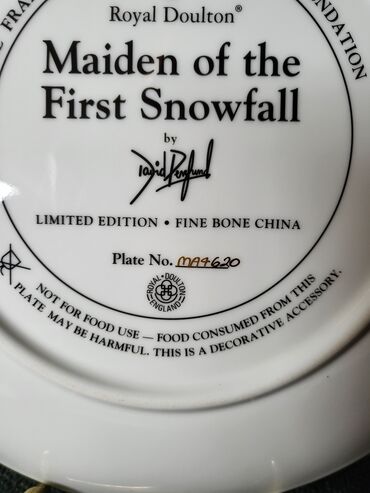 FOUNDATION
Royal Doulton®
Maiden of the
First Snowfall
by
David Penfound
LIMITED EDITION • FINE BONE CHINA
Plate No. MA4620
ROYAL DOULTON
ENGLAND
NOT FOR FOOD USE — FOOD CONSUMED FROM THIS
PLATE MAY BE HARMFUL. THIS IS A DECORATIVE ACCESSORY.